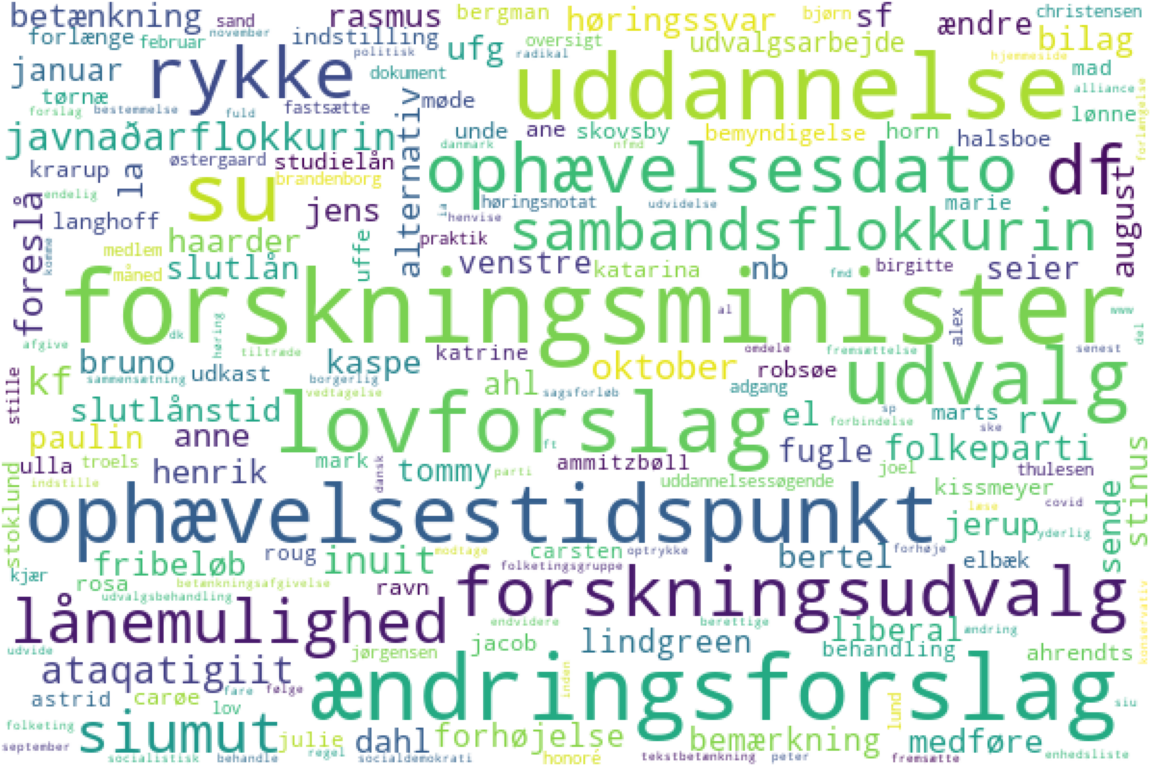 betænkning sand rasmus bergman høringssvar sf ændre christensen
forlænge februar november indstilling ufg oversigt udvalgsarbejde bjørn bilag
januar rykke politisk dokument radikal uddannelse hjemmeside mad
tørnæ fastsætte møde alliance
forslag bestemmelse fuld lønne
javnaðarflokkurin alternativ unde ane skovsby bemyndigelse horn halsboe forlængelse
østergaard studielån danmark nfmd
krarup la brandenborg ophævelsesdato df
endelig su jens høringsnotat udvidelse marie august
foreslå langhoff ja henvise
medlem haarder uffe praktik sambandsflokkurin
komme måned slutlån venstre katarina nb fmd birgitte seier
forskningsminister al www
afgive dk høring tiltræde katrine alex del
bruno kaspe omdele fremsættelse senest
stille kf sammensætning udkast borgerlig vedtagelse ahl sagsforløb oktober adgang robsøe udvalg
slutlånstid lovforslag el sp forbindelse marts rv
paulin anne ft ske
ulla troels henrik mark tommy parti ammitzbøll fugle folkeparti
indstille dansk uddannelsessøgende joel thulesen
stoklund kissmeyer covid sende stinus
ophævelsestidspunkt læse jerup yderlig
fribeløb roug inuit modtage carsten optrykke bertel forhøje elbæk
kjær rosa betænkningsafgivelse folketingsgruppe
udvalgsbehandling ravn forskningsudvalg konservativ
lånemulighed endvidere berettige
jacob lindgreen liberal ændring
udvide jørgensen behandling ahrendts
ataqatigiit inden
astrid carøe fare følge ændringsforslag siu
folketing lov lund
september siumut julie dahl forhøjelse bemærkning medføre
socialistisk behandle regel socialdemokrati honoré tekstbetænkning peter fremsætte enhedsliste